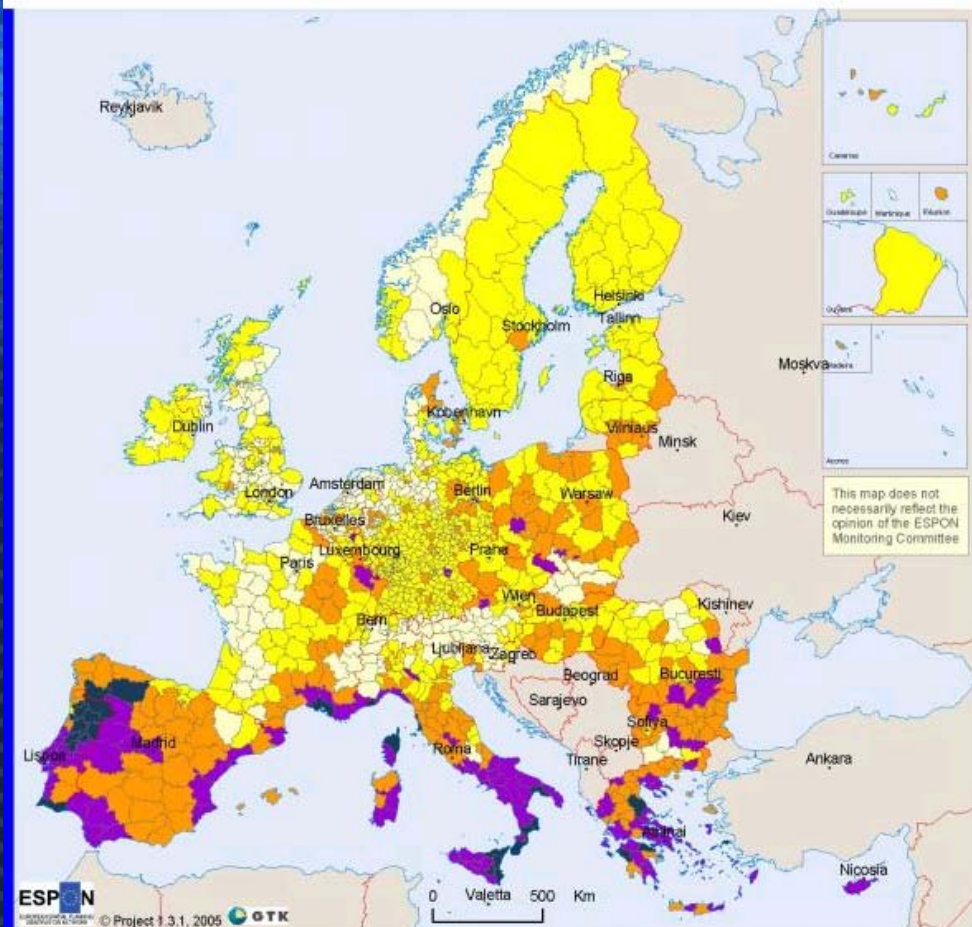 Reykjavik
Canarias
Guadeloupe
Martinique
Réunion
Guyane
Oslo
Helsinki
Tallinn
Stockholm
Moskva
Madeira
Riga
Dublin
København
Vilniaus
Minsk
Acores
London
Amsterdam
Berlin
Warsaw
Bruxelles
Kiev
This map does not
necessarily reflect the
opinion of the ESPON
Monitoring Committee
Luxembourg
Praha
Paris
Wien
Kishinev
Bern
Budapest
Ljubljana
Zagreb
Beograd
Bucuresti
Sarajevo
Sofiya
Madrid
Roma
Skopje
Lisboa
Tirane
Ankara
Athinai
Nicosia
ESPON
© Project 1.3.1, 2005
GTK
Valetta
0 500 Km